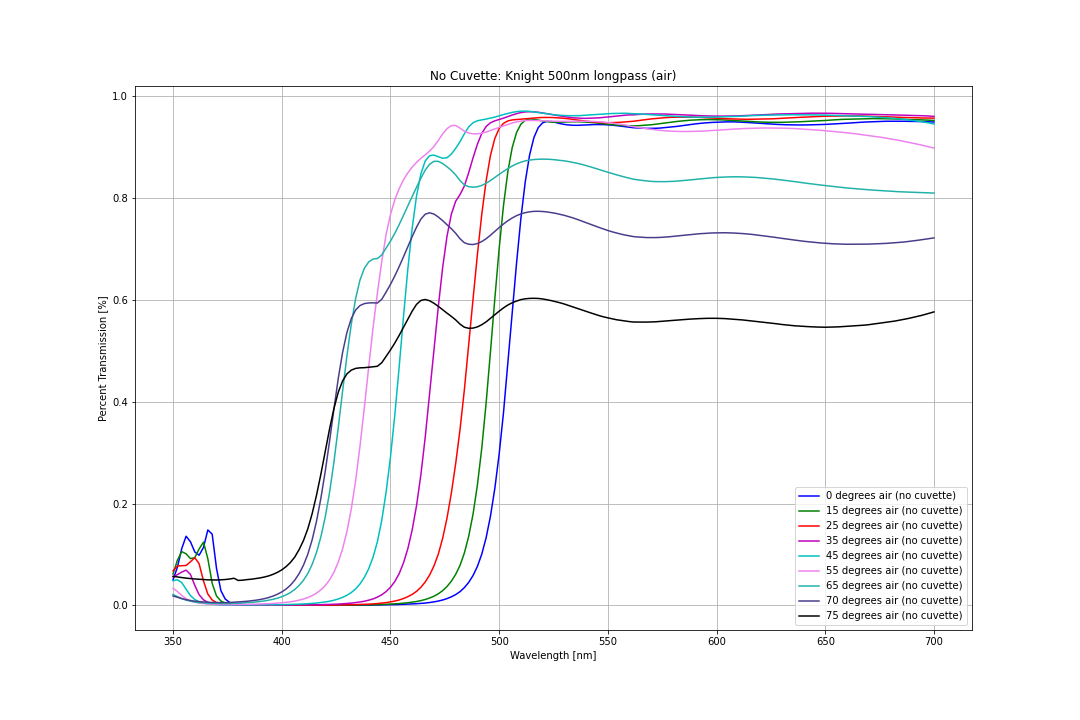 No Cuvette: Knight 500nm longpass (air)
Percent Transmission [%]
1.0
0.8
0.6
0.4
0.2
0.0
350 400 450 500 550 600 650 700
Wavelength [nm]
0 degrees air (no cuvette)
15 degrees air (no cuvette)
25 degrees air (no cuvette)
35 degrees air (no cuvette)
45 degrees air (no cuvette)
55 degrees air (no cuvette)
65 degrees air (no cuvette)
70 degrees air (no cuvette)
75 degrees air (no cuvette)